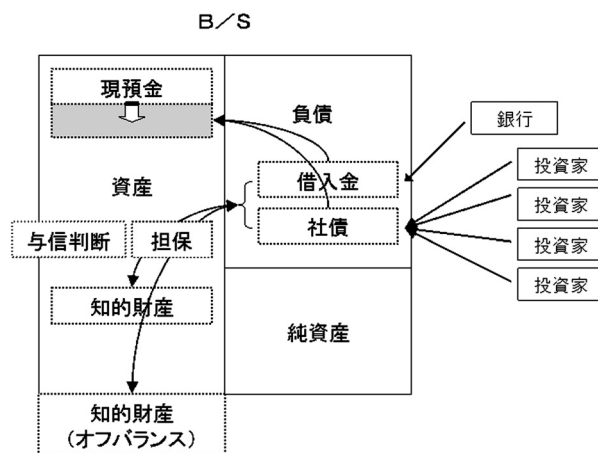 B／S
現預金
負債
銀行
投資家
借入金
資産
投資家
社債
与信判断
担保
投資家
投資家
知的財産
純資産
知的財産
(オフバランス)